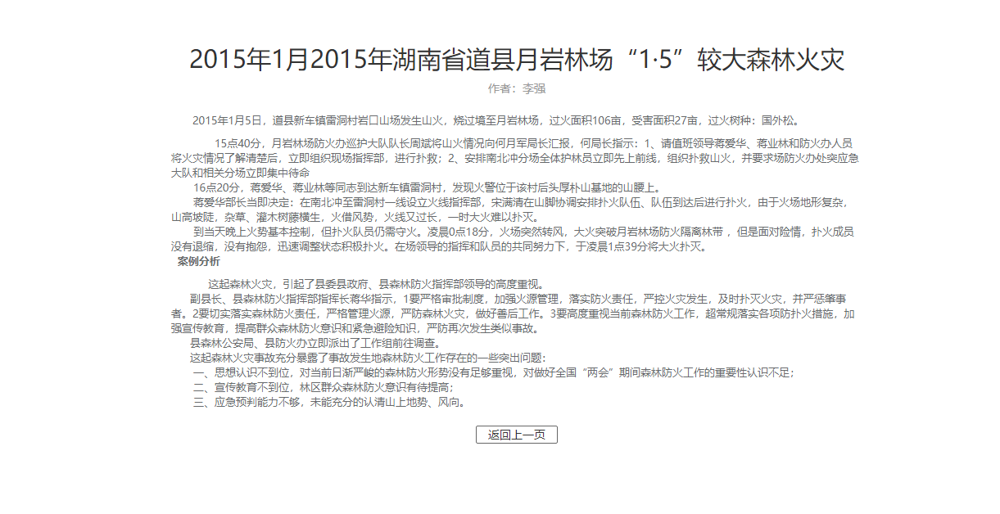 2015年1月2015年湖南省道县月岩林场“1·5”较大森林火灾
作者：李强
2015年1月5日，道县新车镇雷洞村岩口山场发生山火，烧过境至月岩林场，过火面积106亩，受害面积27亩，过火树种：国外松。
15点40分，月岩林场防火办巡护大队队长周斌将山火情况向何月军局长汇报，何局长指示：1、请值班领导蒋爱华、蒋业林和防火办人员
将火灾情况了解清楚后，立即组织现场指挥部，进行扑救；2、安排南北冲分场全体护林员立即先上前线，组织扑救山火，并要求场防火办处突应急
大队和相关分场立即集中待命
16点20分，蒋爱华、蒋业林等同志到达新车镇雷洞村，发现火警位于该村后头厚朴山基地的山腰上。
蒋爱华部长当即决定：在南北冲至雷洞村一线设立火线指挥部，宋满清在山脚协调安排扑火队伍、队伍到达后进行扑火，由于火场地形复杂，
山高坡陡，杂草、灌木树藤横生，火借风势，火线又过长，一时大火难以扑灭。
到当天晚上火势基本控制，但扑火队员仍需守火。凌晨0点18分，火场突然转风，大火突破月岩林场防火隔离林带 ，但是面对险情，扑火成员
没有退缩，没有抱怨，迅速调整状态积极扑火。在场领导的指挥和队员的共同努力下，于凌晨1点39分将大火扑灭。
案例分析
这起森林火灾，引起了县委县政府、县森林防火指挥部领导的高度重视。
副县长、县森林防火指挥部指挥长蒋华指示，1要严格审批制度，加强火源管理，落实防火责任，严控火灾发生，及时扑灭火灾，并严惩肇事
者。2要切实落实森林防火责任，严格管理火源，严防森林火灾，做好善后工作。3要高度重视当前森林防火工作，超常规落实各项防扑火措施，加
强宣传教育，提高群众森林防火意识和紧急避险知识，严防再次发生类似事故。
县森林公安局、县防火办立即派出了工作组前往调查。
这起森林火灾事故充分暴露了事故发生地森林防火工作存在的一些突出问题：
一、思想认识不到位，对当前日渐严峻的森林防火形势没有足够重视，对做好全国“两会”期间森林防火工作的重要性认识不足；
二、宣传教育不到位，林区群众森林防火意识有待提高；
三、应急预判能力不够，未能充分的认清山上地势、风向。
返回上一页